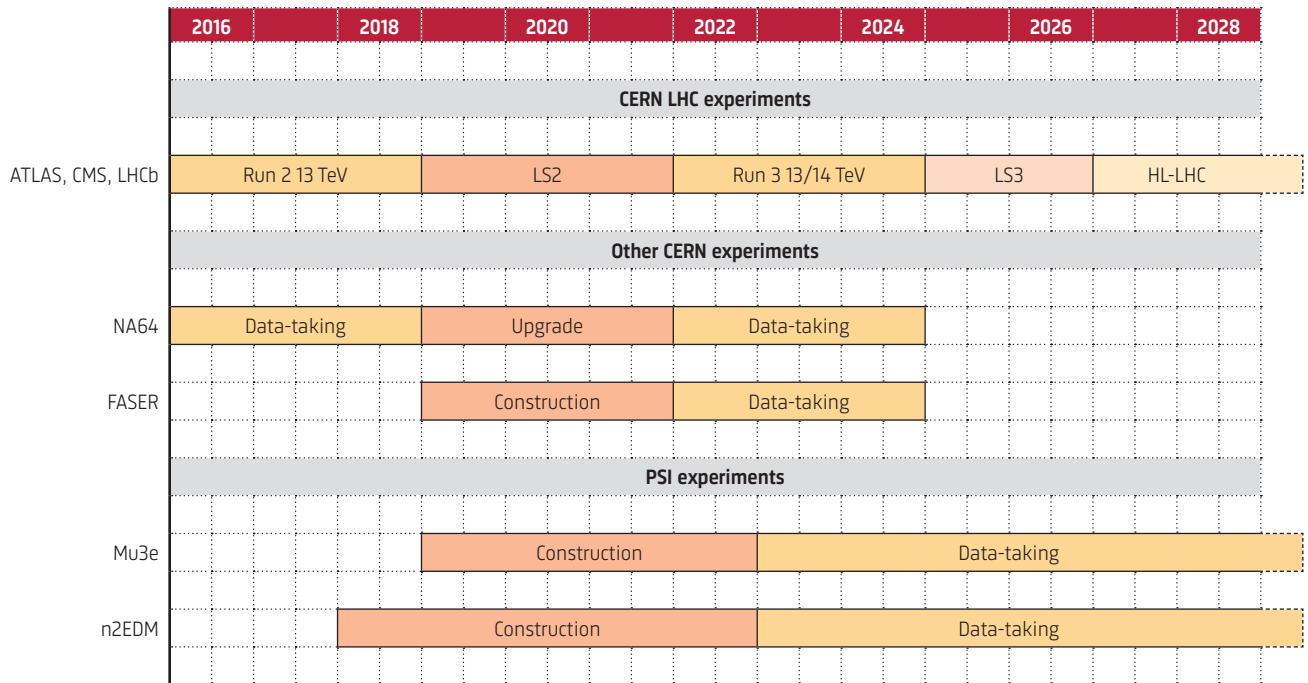 2016 2018 2020 2022 2024 2026 2028
CERN LHC experiments
ATLAS, CMS, LHCb Run 2 13 TeV LS2 Run 3 13/14 TeV LS3 HL-LHC
Other CERN experiments
NA64 Data-taking Upgrade Data-taking
FASER Construction Data-taking
PSI experiments
Mu3e Construction Data-taking
n2EDM Construction Data-taking